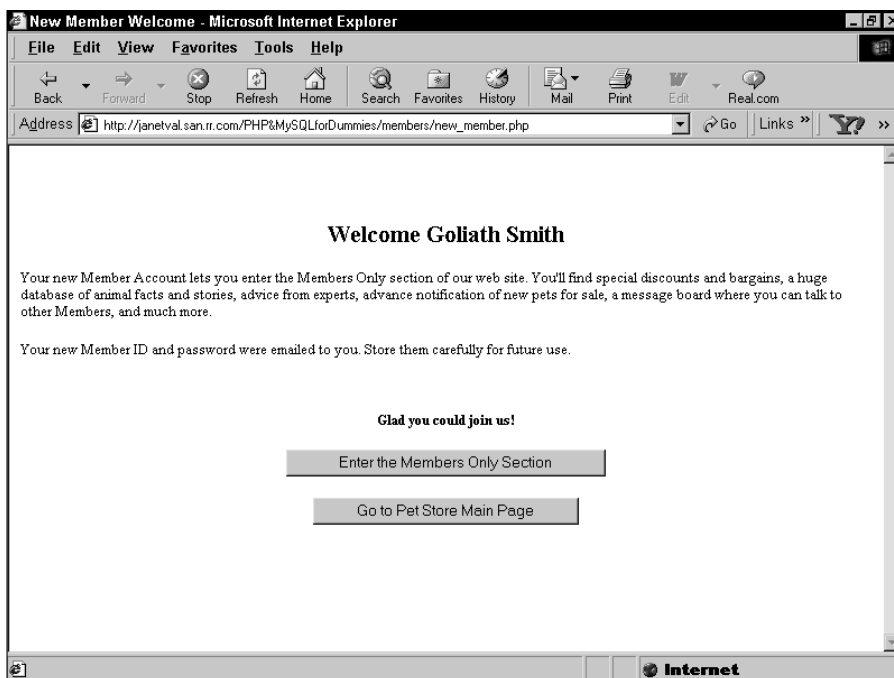 New Member Welcome - Microsoft Internet Explorer
File Edit View Favorites Tools Help
Back Forward Stop Refresh Home Search Favorites History Mail Print Edit Real.com
Address http://janetval.san.rr.com/PHP&MySQLforDummies/members/new_member.php Go Links » Y? »
Welcome Goliath Smith
Your new Member Account lets you enter the Members Only section of our web site. You'll find special discounts and bargains, a huge
database of animal facts and stories, advice from experts, advance notification of new pets for sale, a message board where you can talk to
other Members, and much more.
Your new Member ID and password were emailed to you. Store them carefully for future use.
Glad you could join us!
Enter the Members Only Section
Go to Pet Store Main Page
Internet